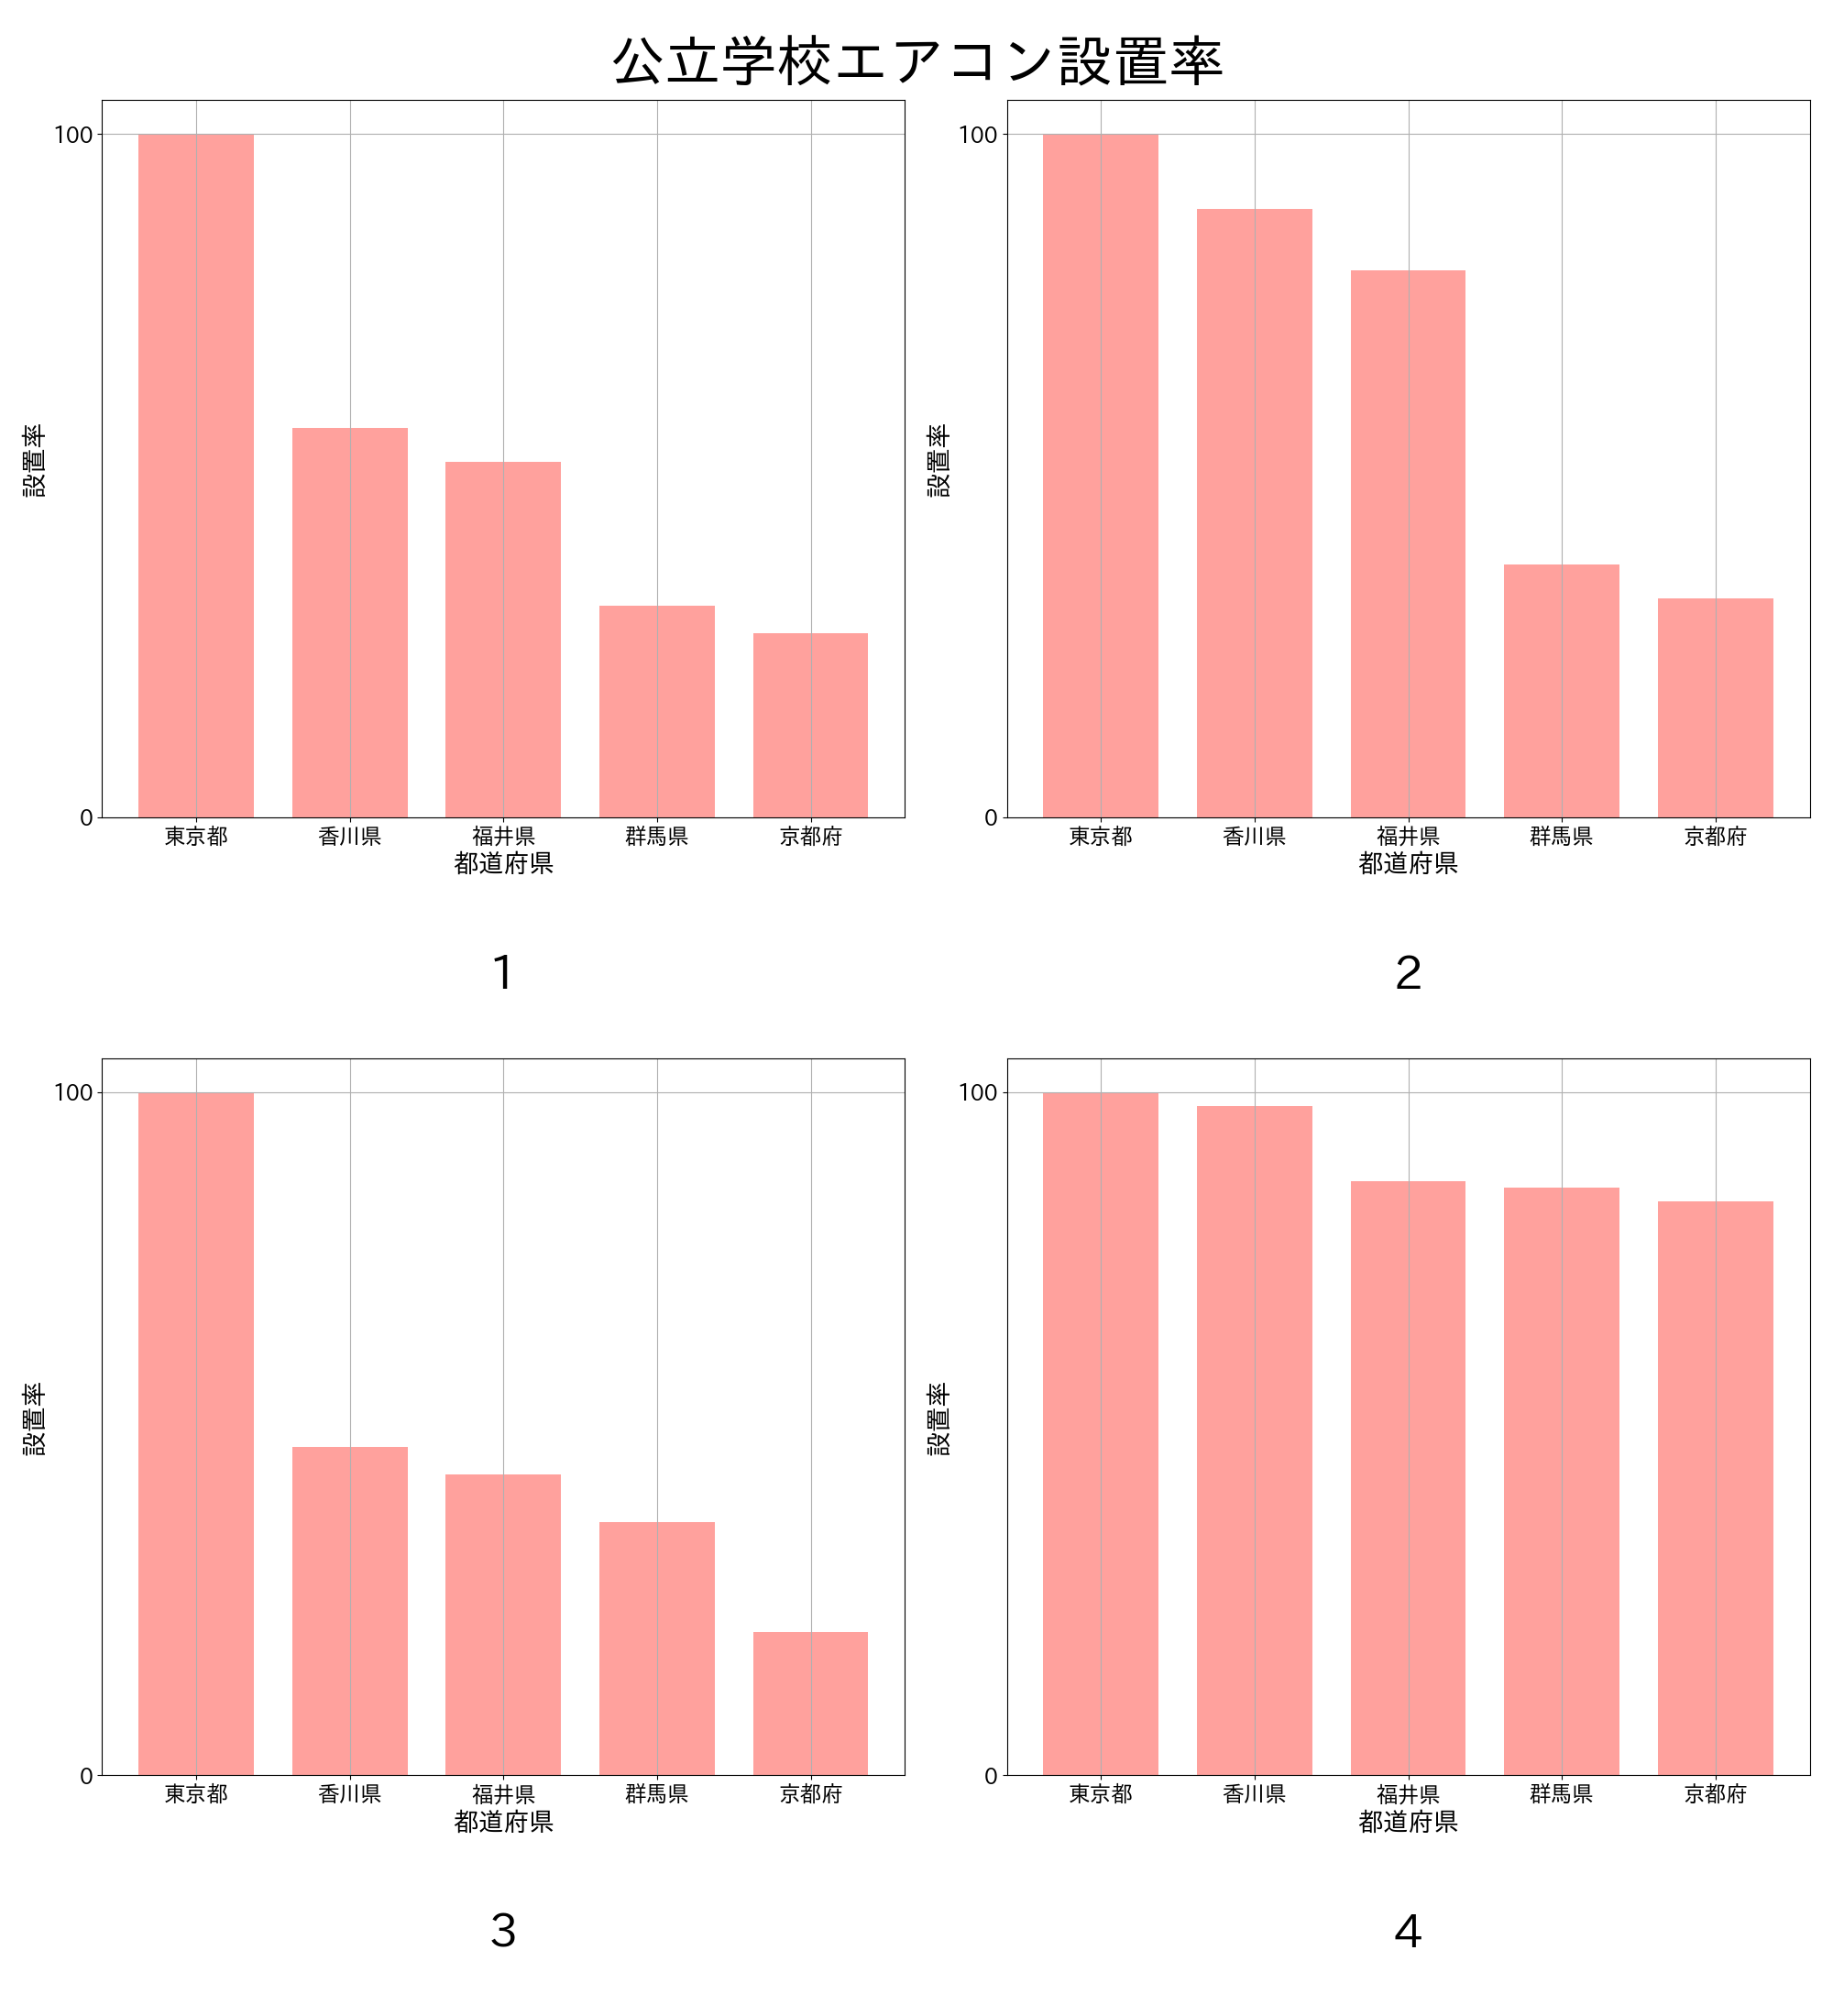 公立学校エアコン設置率
100
0
設置率
東京都 香川県 福井県 群馬県 京都府
都道府県
1
100
0
設置率
東京都 香川県 福井県 群馬県 京都府
都道府県
2
100
0
設置率
東京都 香川県 福井県 群馬県 京都府
都道府県
3
100
0
設置率
東京都 香川県 福井県 群馬県 京都府
都道府県
4